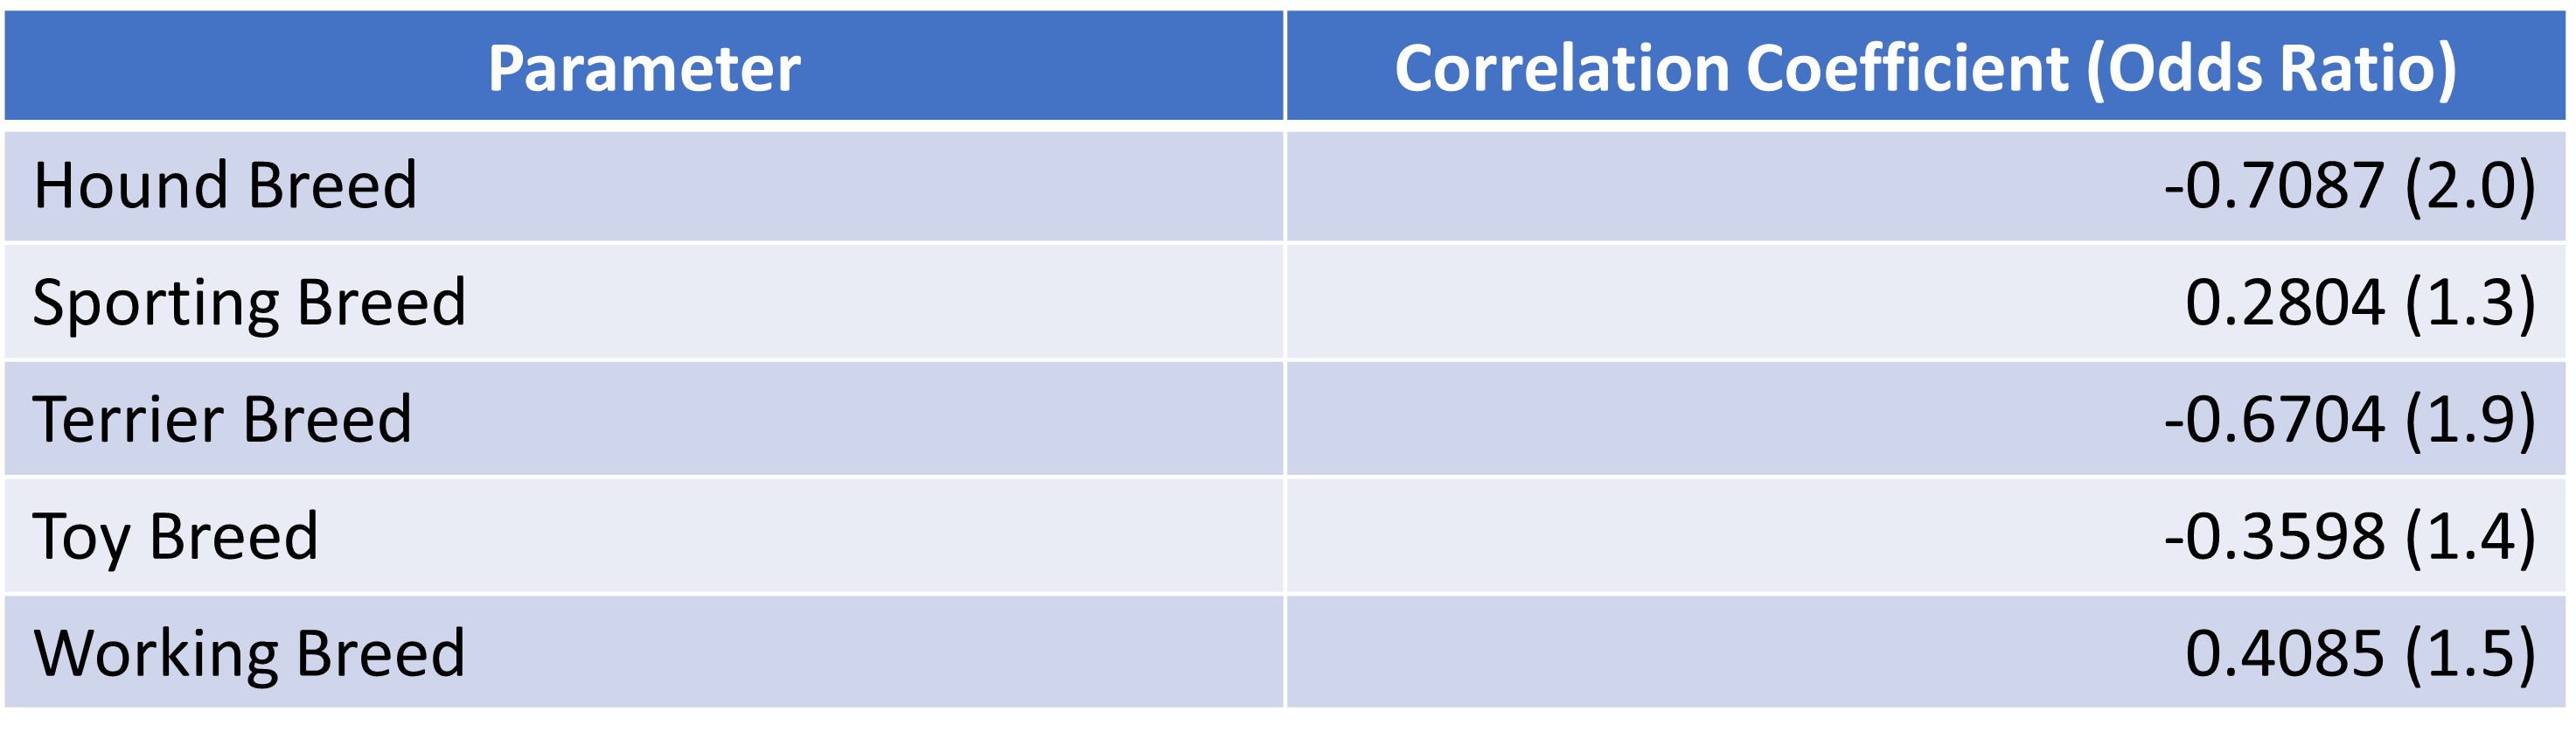 Parameter Correlation Coefficient (Odds Ratio)
Hound Breed -0.7087 (2.0)
Sporting Breed 0.2804 (1.3)
Terrier Breed -0.6704 (1.9)
Toy Breed -0.3598 (1.4)
Working Breed 0.4085 (1.5)